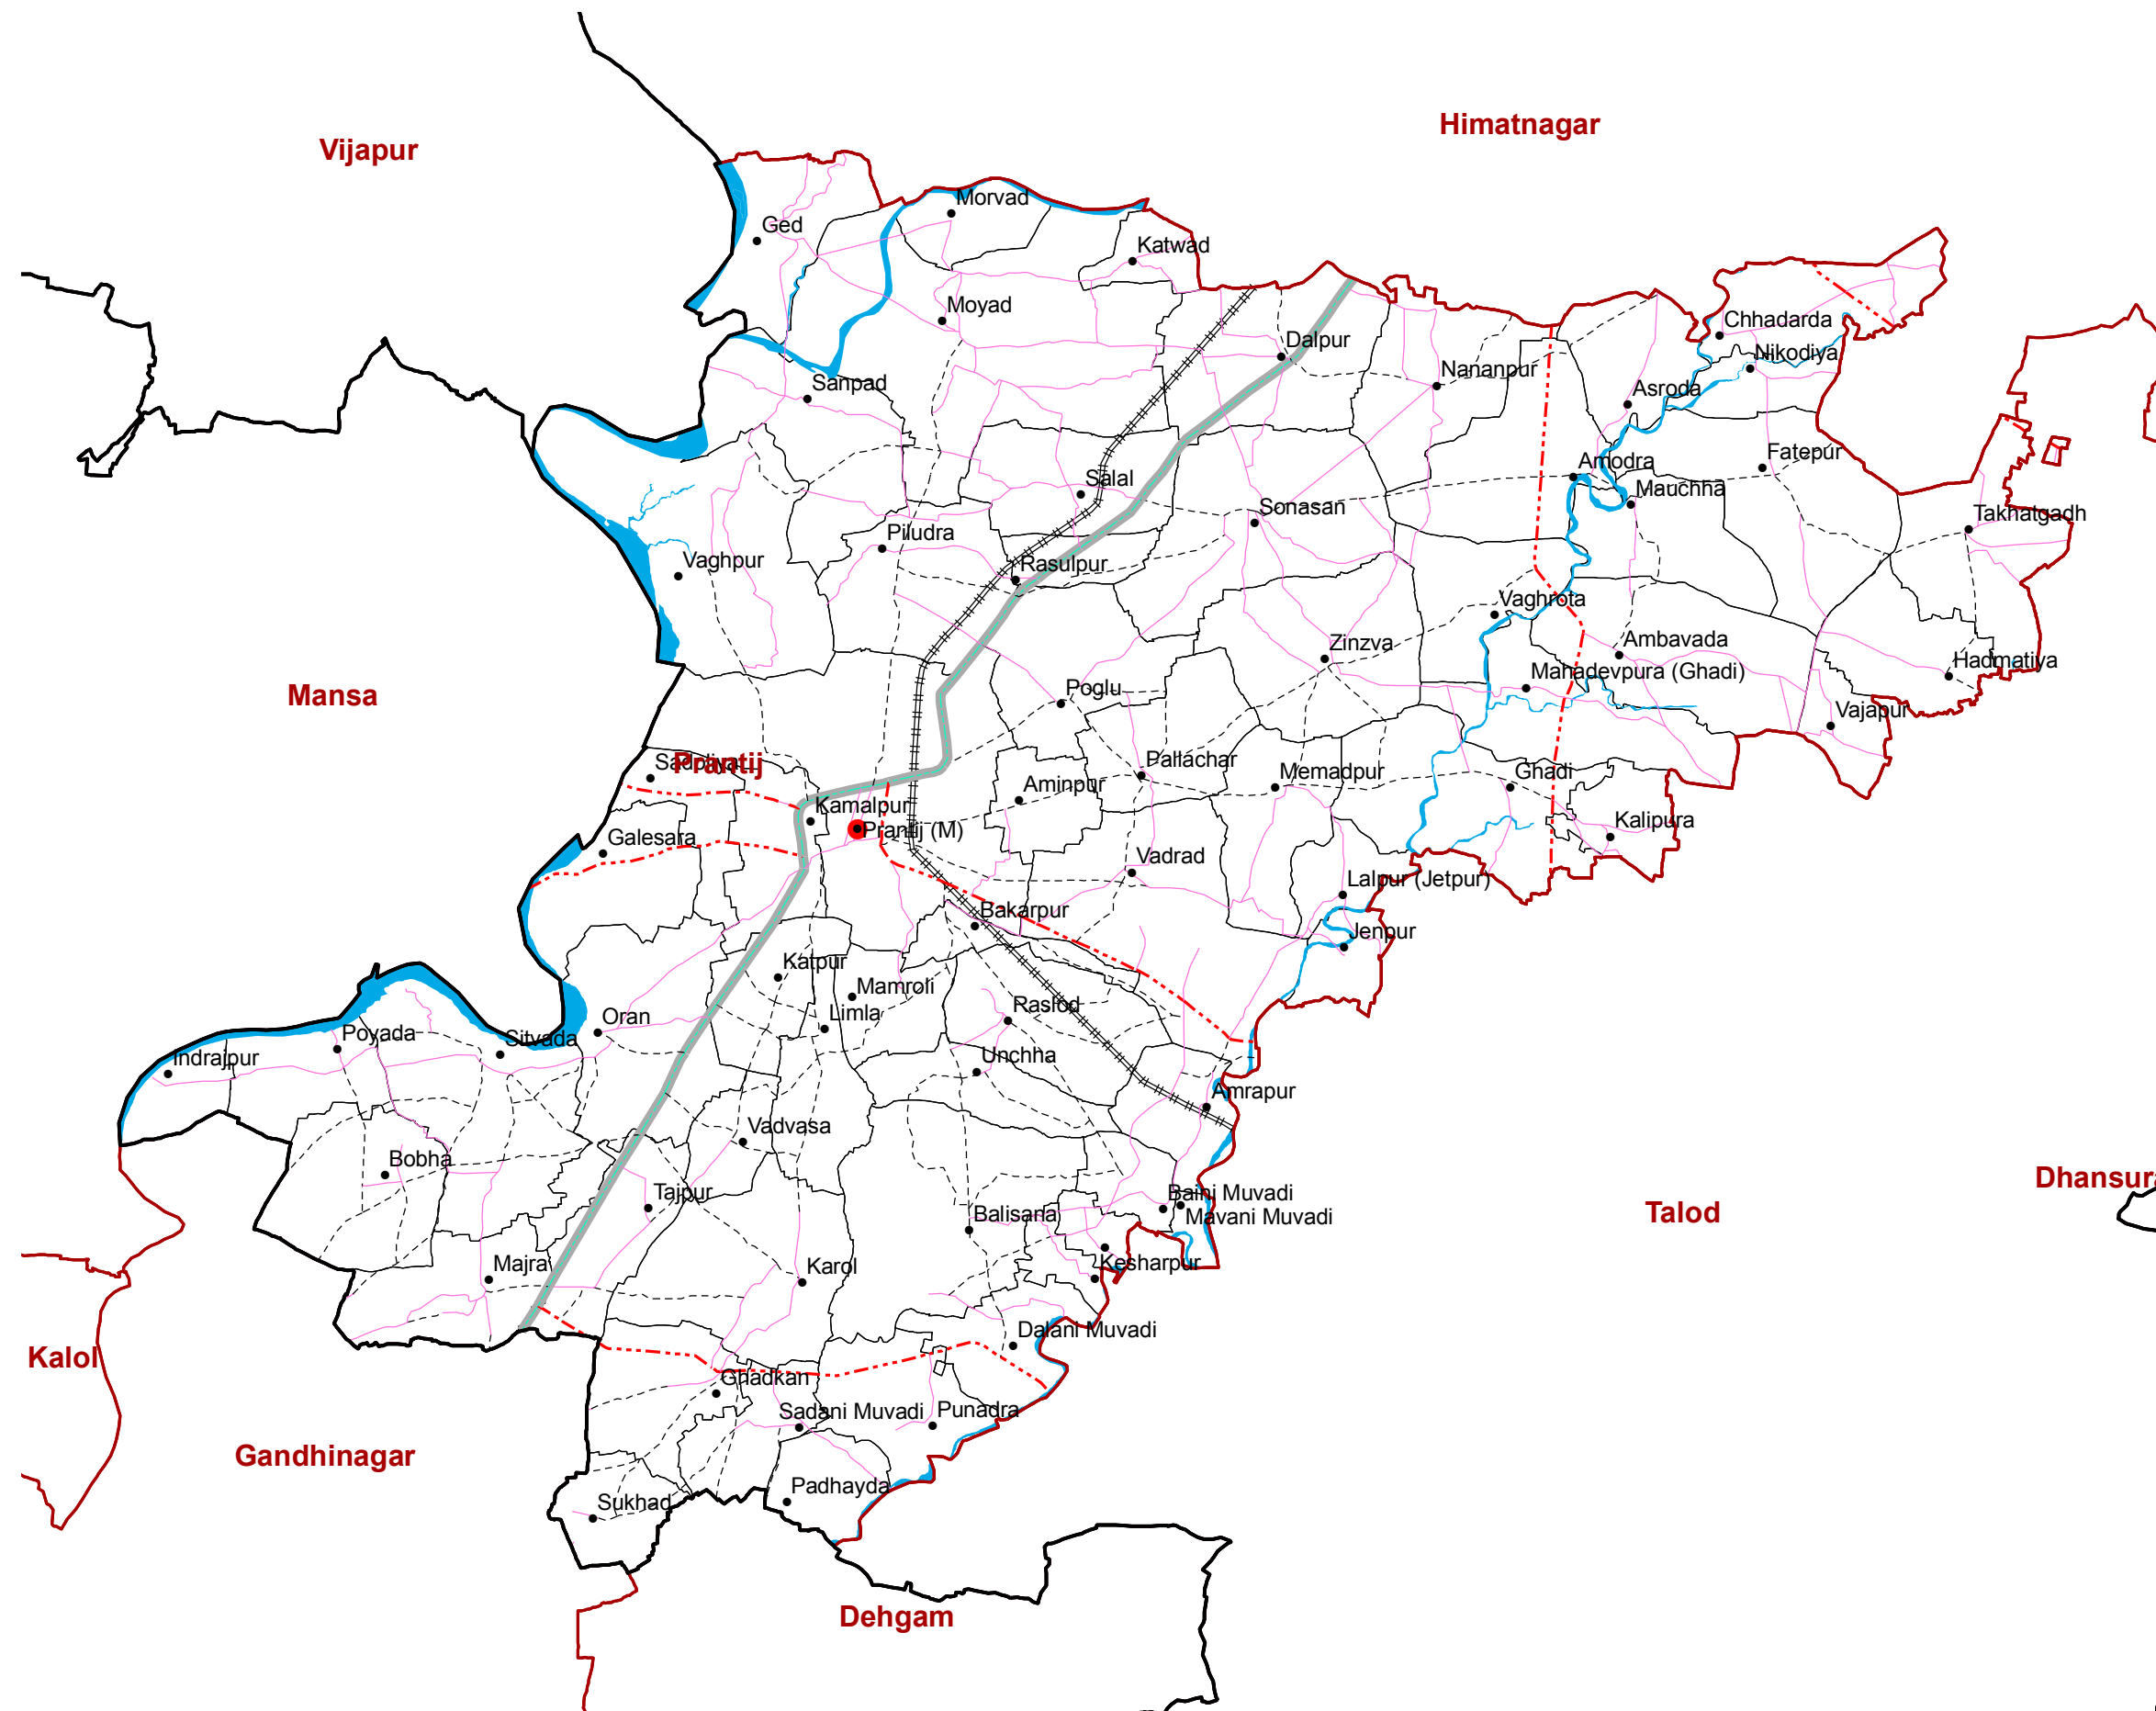 Himatnagar
Vijapur
Morvad
Ged
Katwad
Moyad
Chhadarda
Dalpur
Nikodiya
Nananpur
Sanpad
Asroda
Fatepur
Amodra
Salal
Mauchha
Sonasan
Takhatgadh
Piludra
Vaghpur
Rasulpur
Vaghrota
Ambavada
Zinzva
Hadmatiya
Mahadevpura (Ghadi)
Mansa
Poglu
Vajapur
Sadoliya
Prantij
Pallachar
Memadpur
Ghadi
Aminpur
Kamalpur
Prantij (M)
Kalipura
Galesara
Vadrad
Lalpur (Jetpur)
Bakarpur
Jenpur
Katpur
Mamroli
Raslod
Limla
Oran
Poyada
Sitvada
Indrajpur
Unchha
Amrapur
Vadvasa
Bobha
Dhansura
Tajpur
Baini Muvadi
Talod
Balisana
Mavani Muvadi
Majra
Karol
Kesharpur
Dalani Muvadi
Kalol
Ghadkan
Sadani Muvadi
Punadra
Gandhinagar
Padhayda
Sukhad
Dehgam